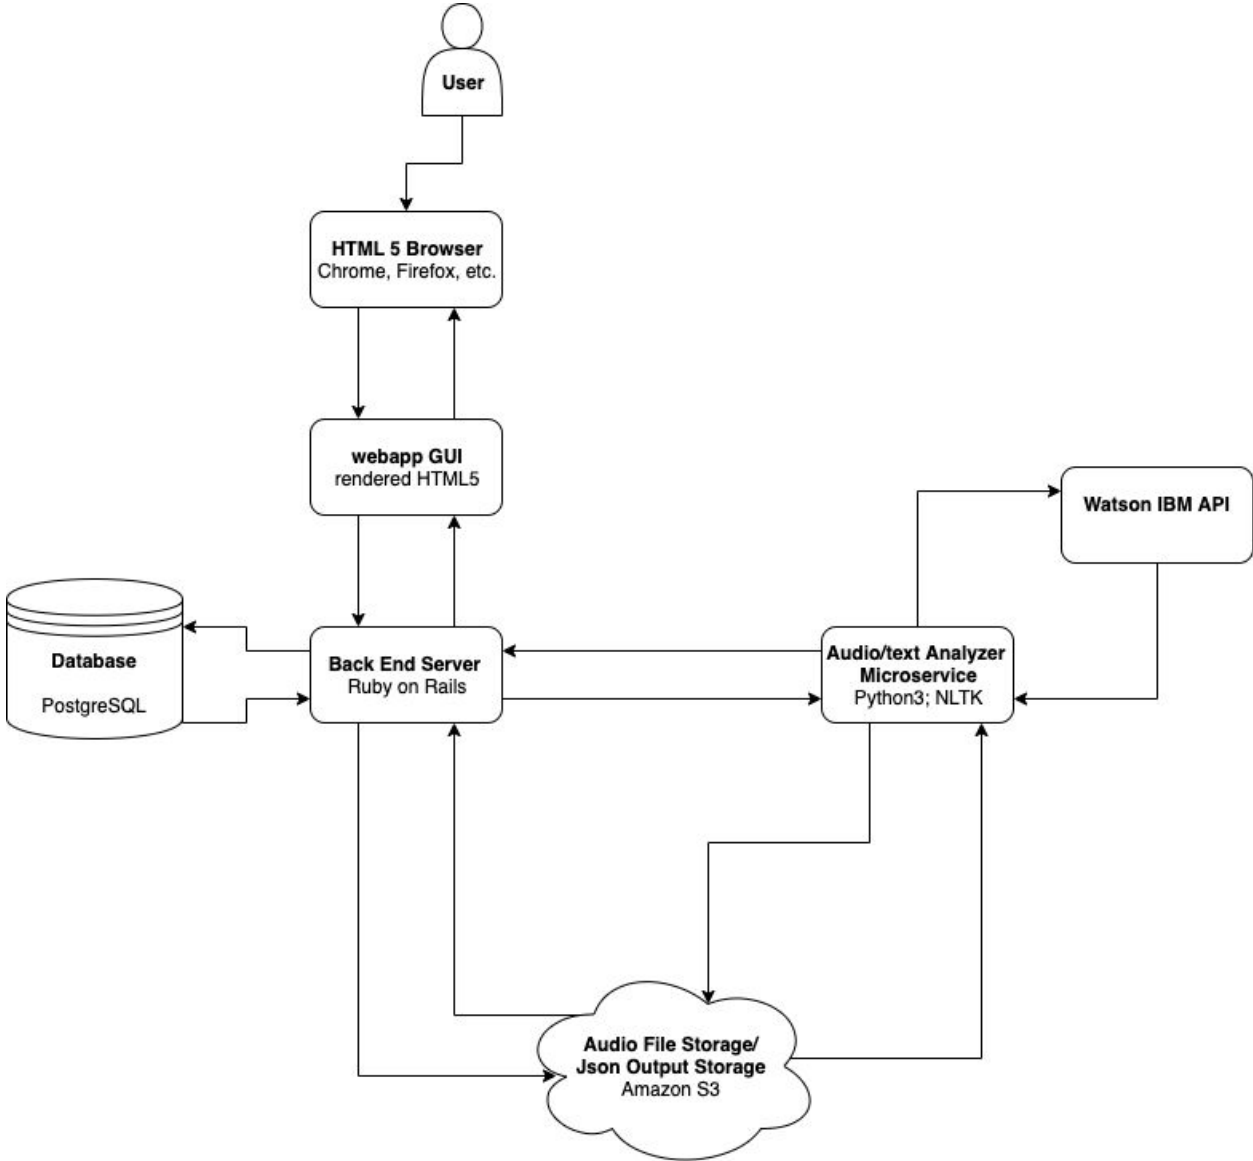 User
HTML 5 Browser
Chrome, Firefox, etc.
webapp GUI
rendered HTML5
Watson IBM API
Database
PostgreSQL
Back End Server
Ruby on Rails
Audio/text Analyzer
Microservice
Python3; NLTK
Audio File Storage/
Json Output Storage
Amazon S3